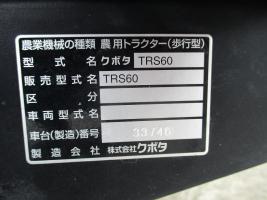 農業機械の種類 農用トラクター(歩行型)
型式名 クボタ TRS60
販売型式名 TRS60
区分
車両型式名
車台(製造)番号 33746
製造会社 株式会社クボタ